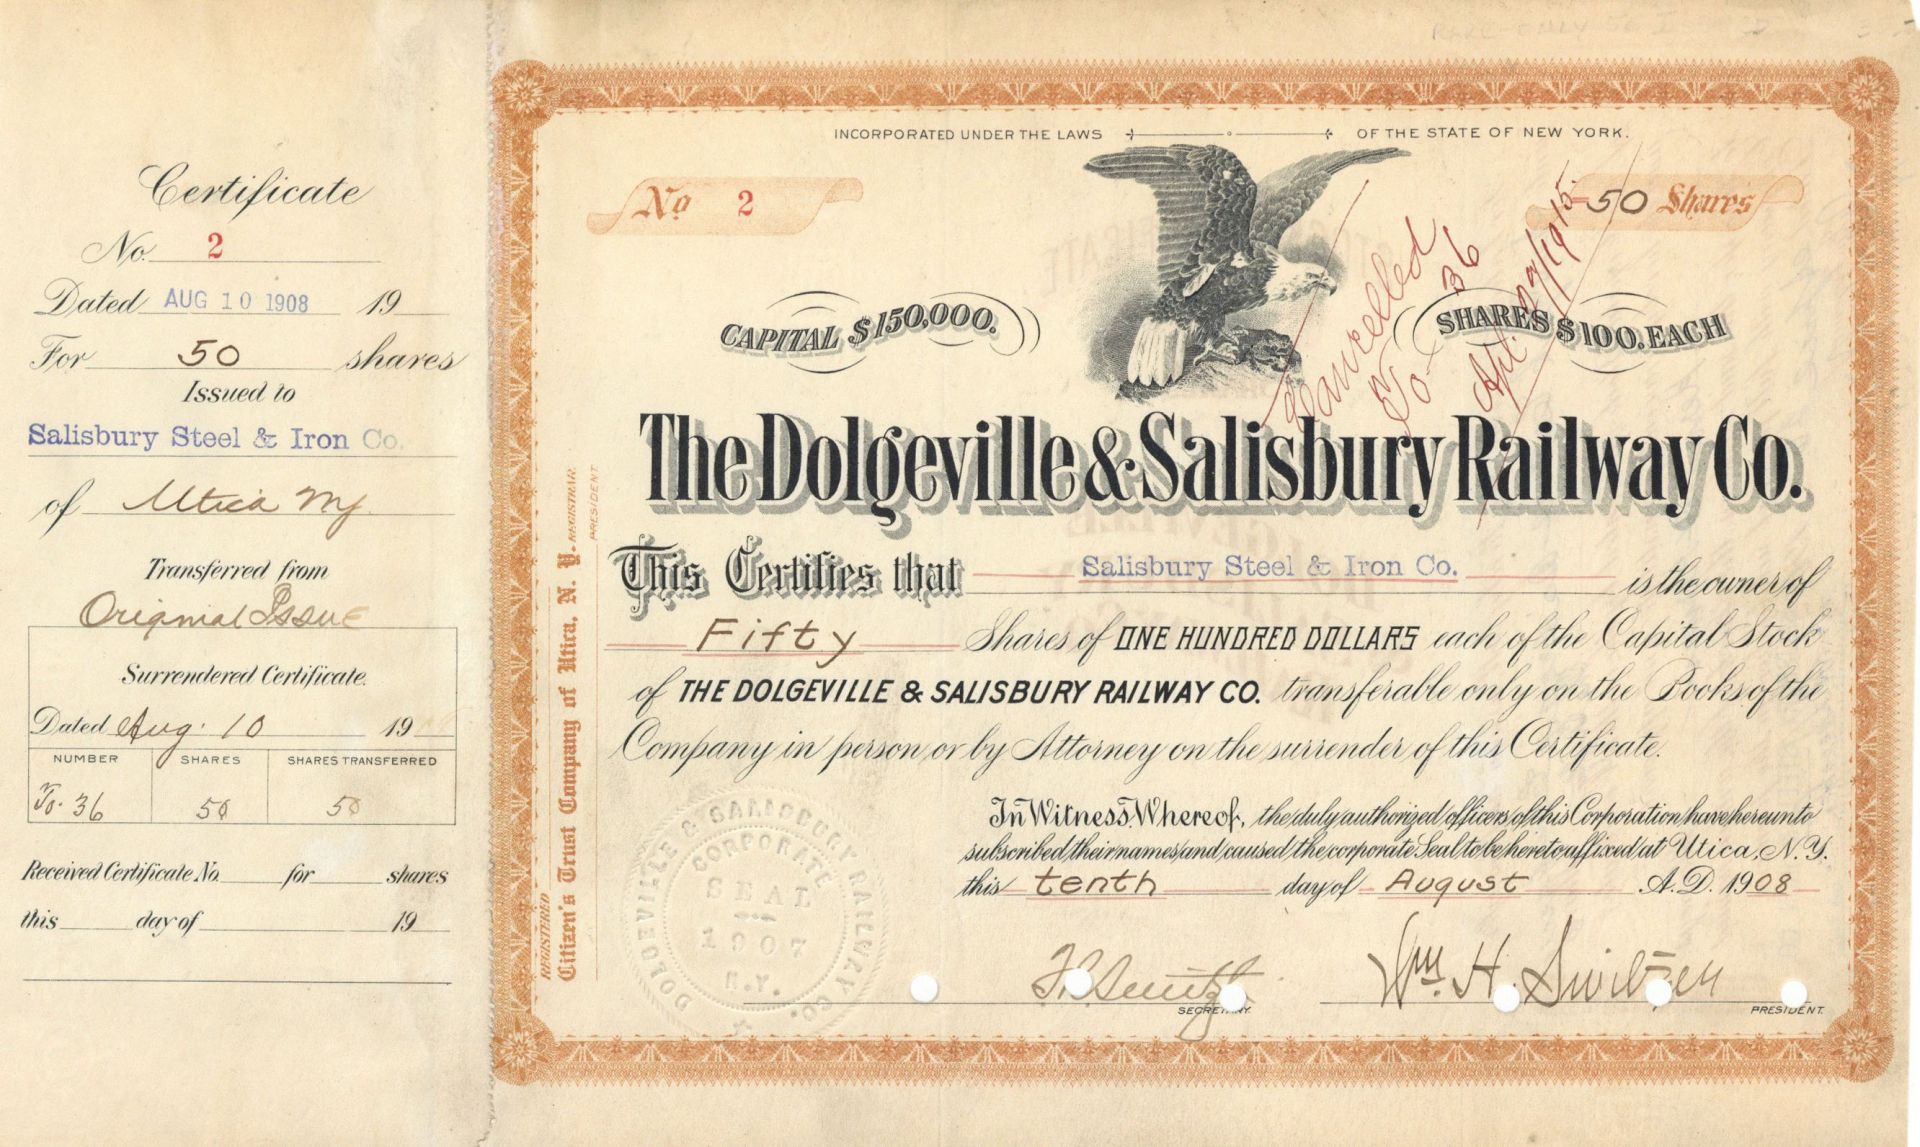 Certificate
No. 2
Dated AUG 10 1908 19
For 50 shares
Issued to
Salisbury Steel & Iron Co.
of Utica NY
Transferred from
Original Issue
Surrendered Certificate.
Dated Aug. 10 1908
NUMBER SHARES SHARES TRANSFERRED
To. 36 50 50
Received Certificate No. for shares
this day of 19
INCORPORATED UNDER THE LAWS OF THE STATE OF NEW YORK.
No 2
50 Shares
CAPITAL $150,000.
SHARES $100. EACH
Cancelled
To 36
Apl. 27/1915.
The Dolgeville & Salisbury Railway Co.
This Certifies that Salisbury Steel & Iron Co. is the owner of
Fifty Shares of ONE HUNDRED DOLLARS each of the Capital Stock
of THE DOLGEVILLE & SALISBURY RAILWAY CO. transferable only on the Books of the
Company in person or by Attorney on the surrender of this Certificate.
In Witness Whereof, the duly authorized officers of this Corporation have hereunto
subscribed their names and caused the corporate Seal to be hereto affixed at Utica, N.Y.
this tenth day of August A.D. 1908
SECRETARY.
Wm. H. Switzer
PRESIDENT.
REGISTERED
Citizen's Trust Company of Utica, N. Y. REGISTRAR.
PRESIDENT
DOLGEVILLE & SALISBURY RAILWAY CO.
CORPORATE
SEAL
1907
N.Y.